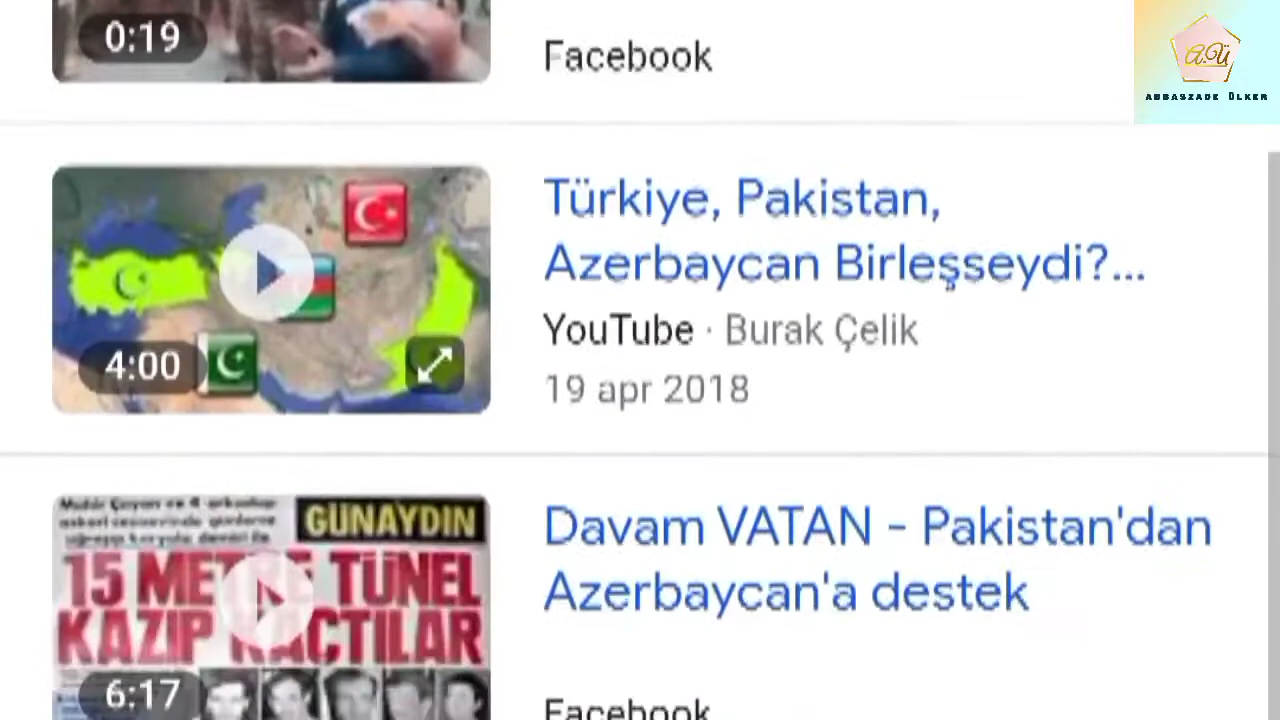 0:19
Facebook
A.Ü
ABBASZADE ÜLKER
Türkiye, Pakistan,
Azerbaycan Birleşseydi?...
YouTube · Burak Çelik
19 apr 2018
4:00
GÜNAYDIN
15 METRE TÜNEL
KAZIP KAÇTILAR
6:17
Davam VATAN - Pakistan'dan
Azerbaycan'a destek
Facebook